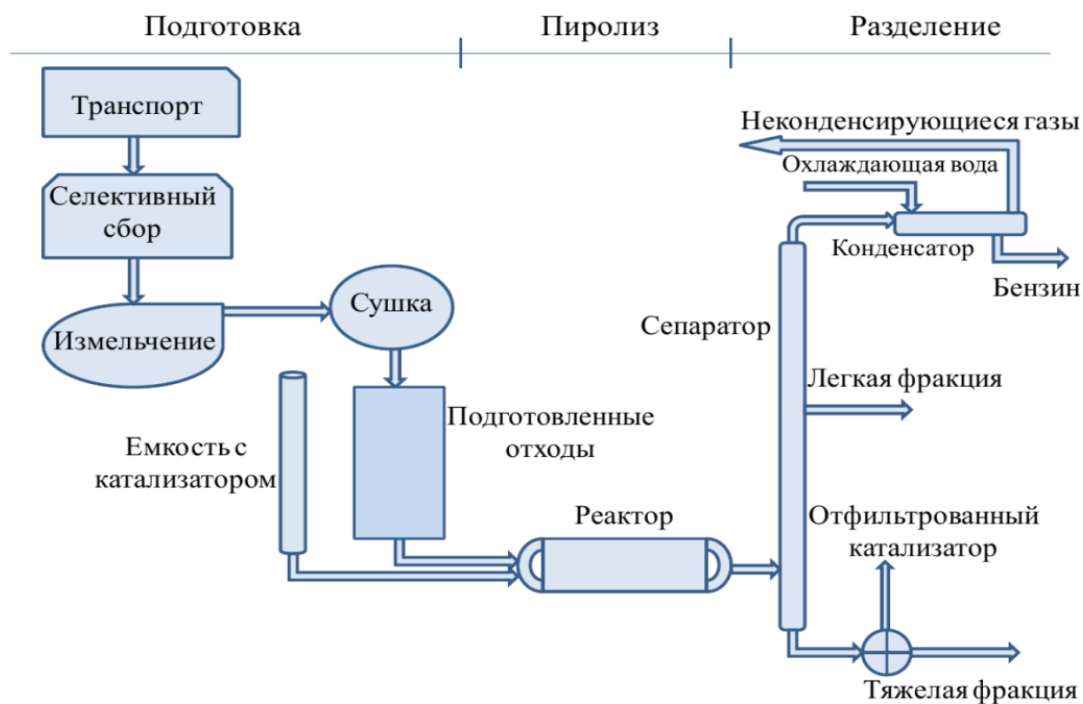 Подготовка
Пиролиз
Разделение
Транспорт
Селективный
сбор
Измельчение
Сушка
Емкость с
катализатором
Подготовленные
отходы
Реактор
Неконденсирующиеся газы
Охлаждающая вода
Конденсатор
Бензин
Сепаратор
Легкая фракция
Отфильтрованный
катализатор
Тяжелая фракция